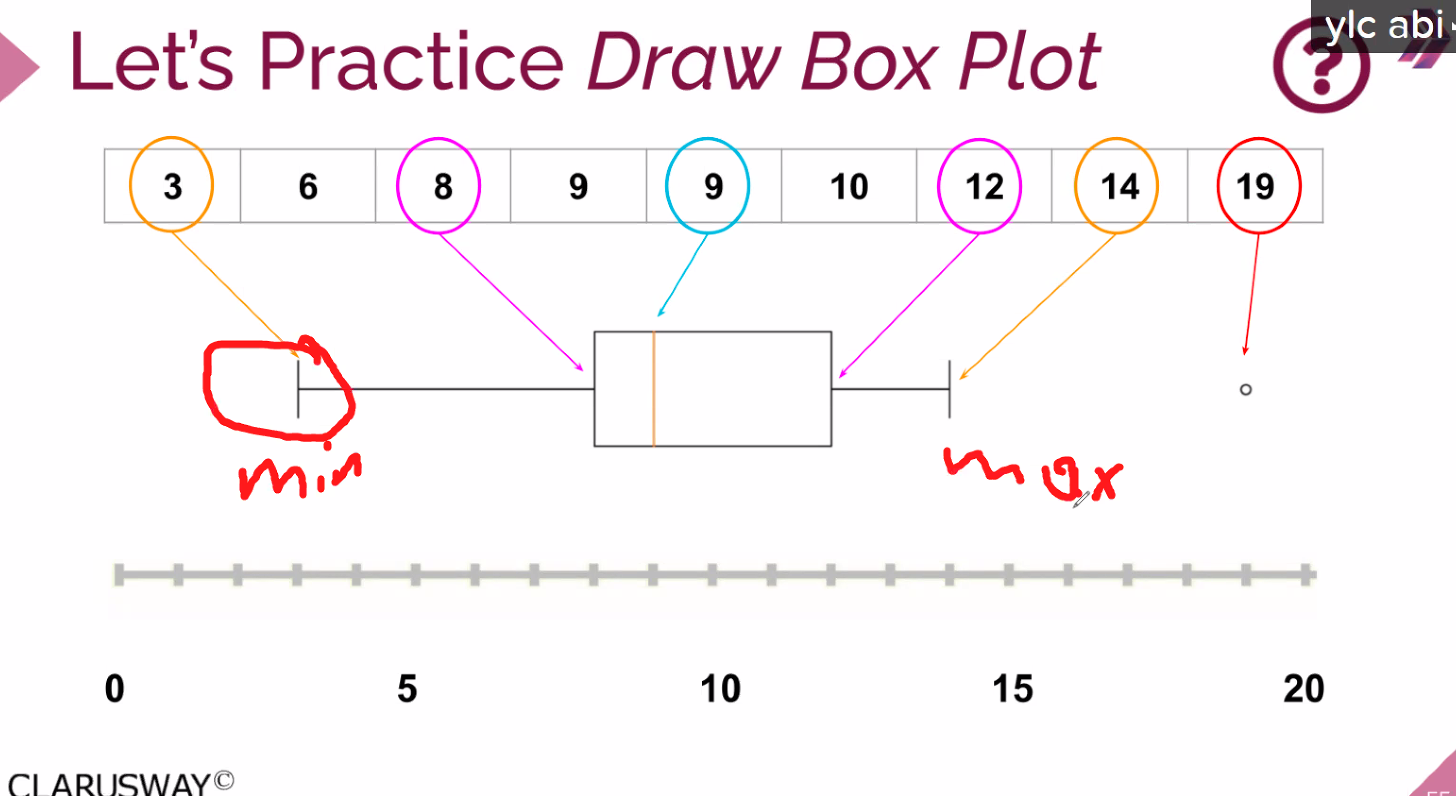 ylc abi
Let's Practice Draw Box Plot
?
3 6 8 9 9 10 12 14 19
min max
0 5 10 15 20
CLARUSWAY©
55